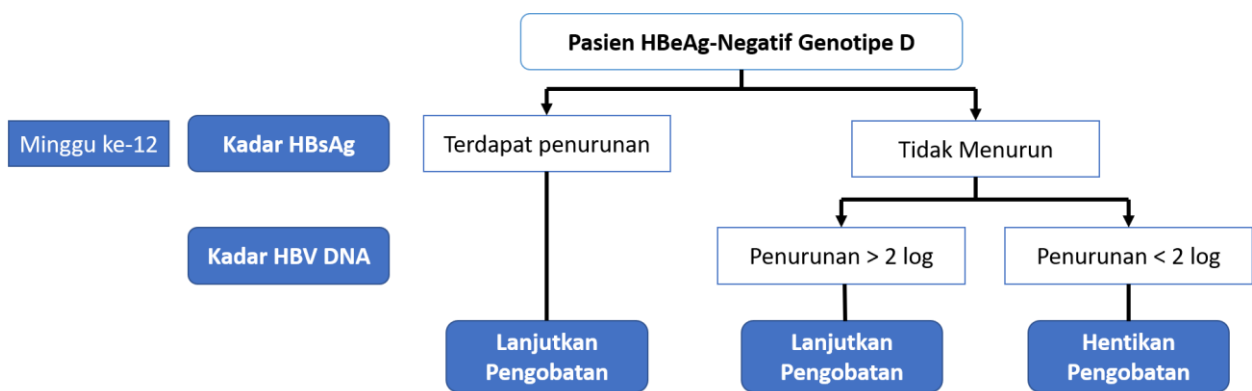 Pasien HBeAg-Negatif Genotipe D
Minggu ke-12
Kadar HBsAg
Terdapat penurunan
Tidak Menurun
Kadar HBV DNA
Penurunan > 2 log
Penurunan < 2 log
Lanjutkan
Pengobatan
Lanjutkan
Pengobatan
Hentikan
Pengobatan